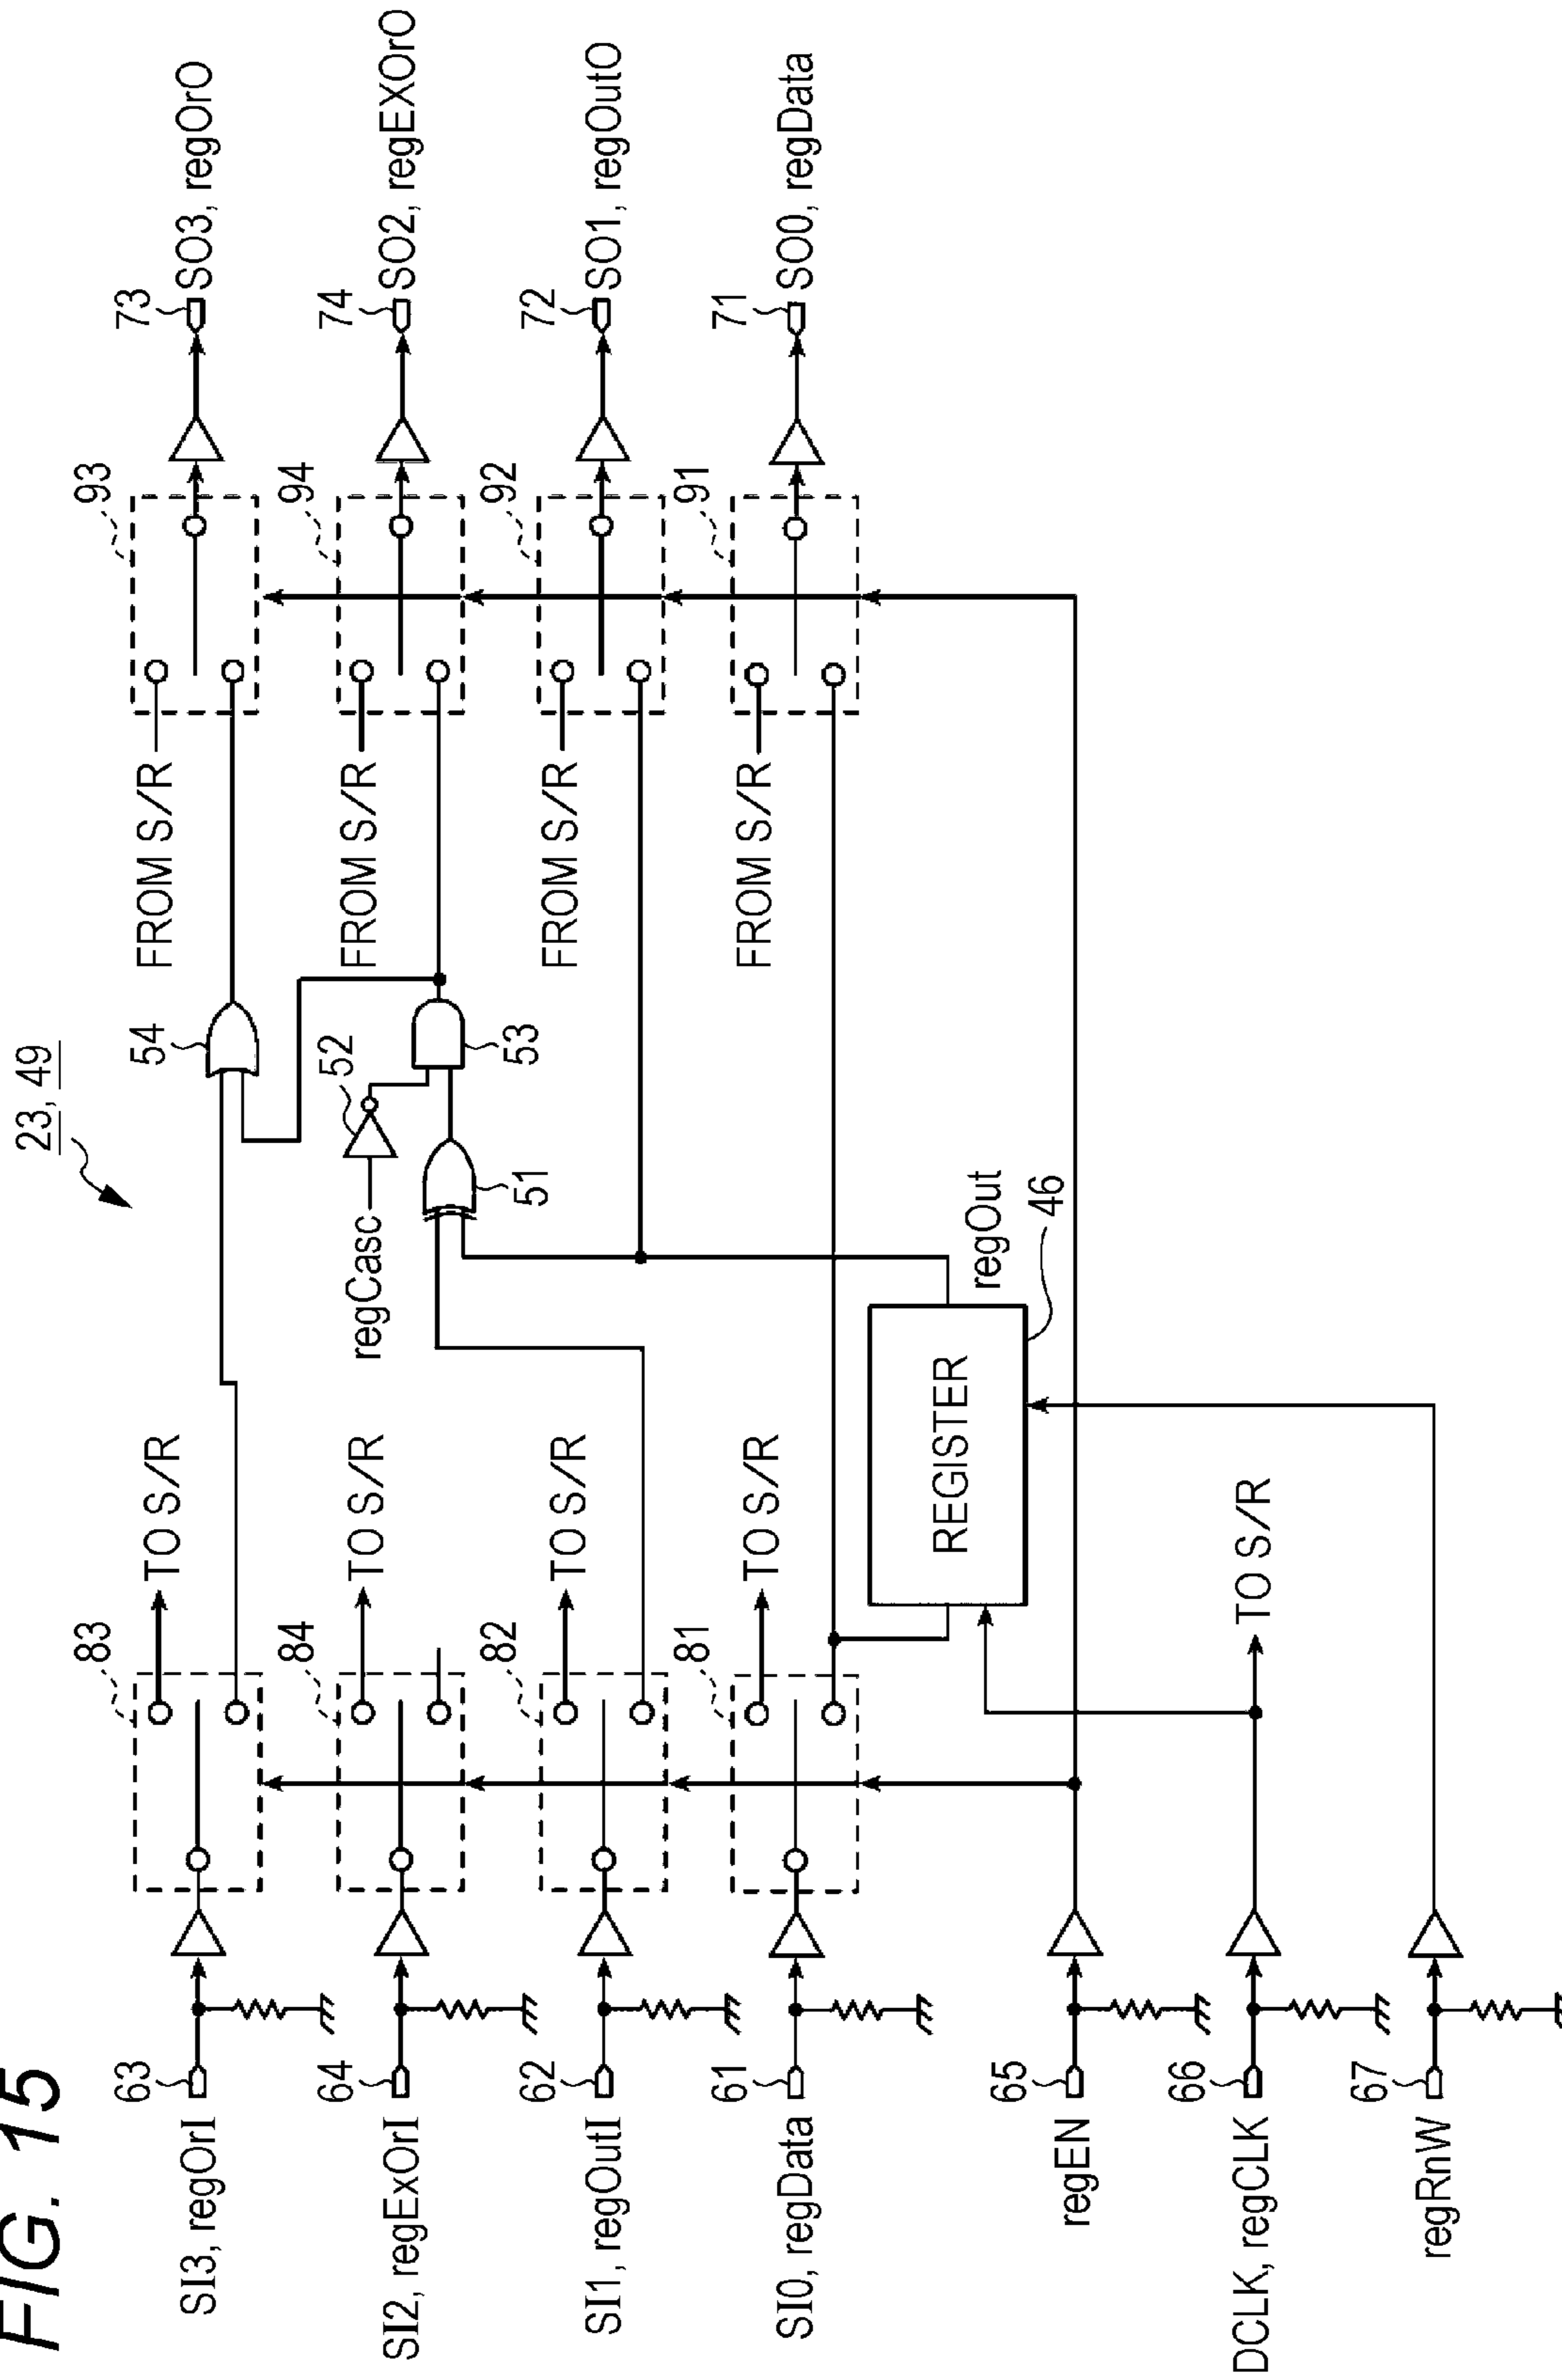 FIG. 15
23, 49
63
SI3, regOrI
83
TO S/R
54
FROM S/R
93
73
SO3, regOrO
64
SI2, regExOrI
84
TO S/R
regCasc
52
53
51
FROM S/R
94
74
SO2, regEXOrO
62
SI1, regOutI
82
TO S/R
FROM S/R
92
72
SO1, regOutO
61
SI0, regData
81
TO S/R
FROM S/R
91
71
SO0, regData
REGISTER
regOut
46
65
regEN
66
DCLK, regCLK
TO S/R
67
regRnW